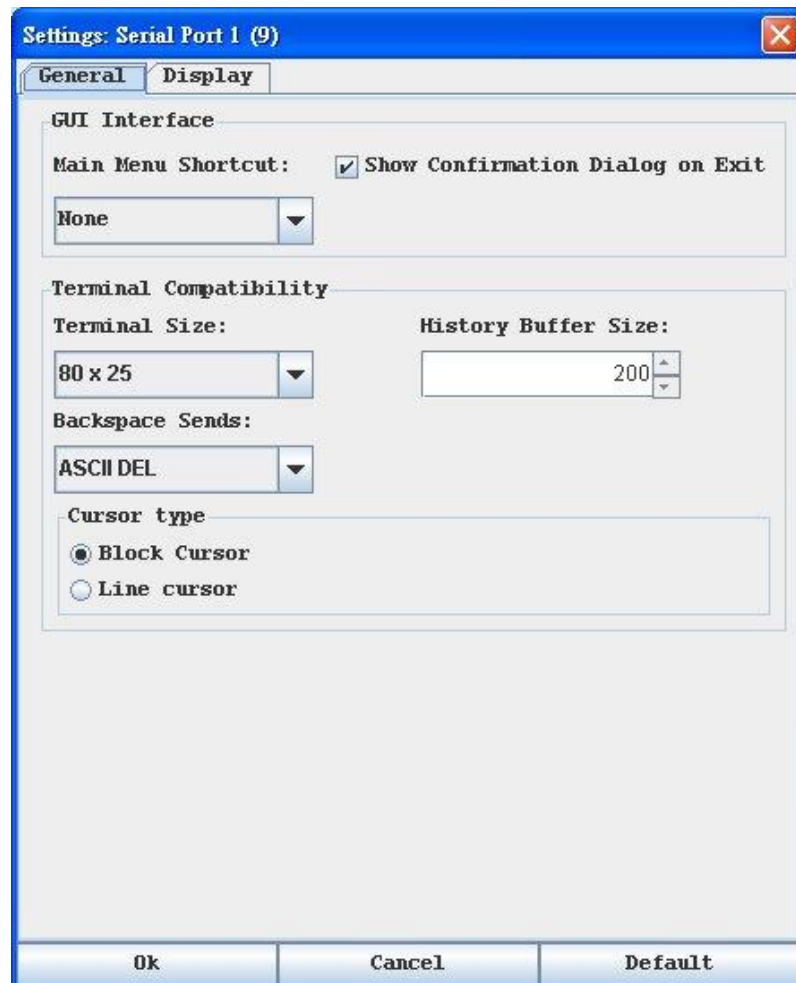 Settings: Serial Port 1 (9)
General Display
GUI Interface
Main Menu Shortcut: Show Confirmation Dialog on Exit
None
Terminal Compatibility
Terminal Size: History Buffer Size:
80 x 25 200
Backspace Sends:
ASCII DEL
Cursor type
Block Cursor
Line cursor
Ok Cancel Default